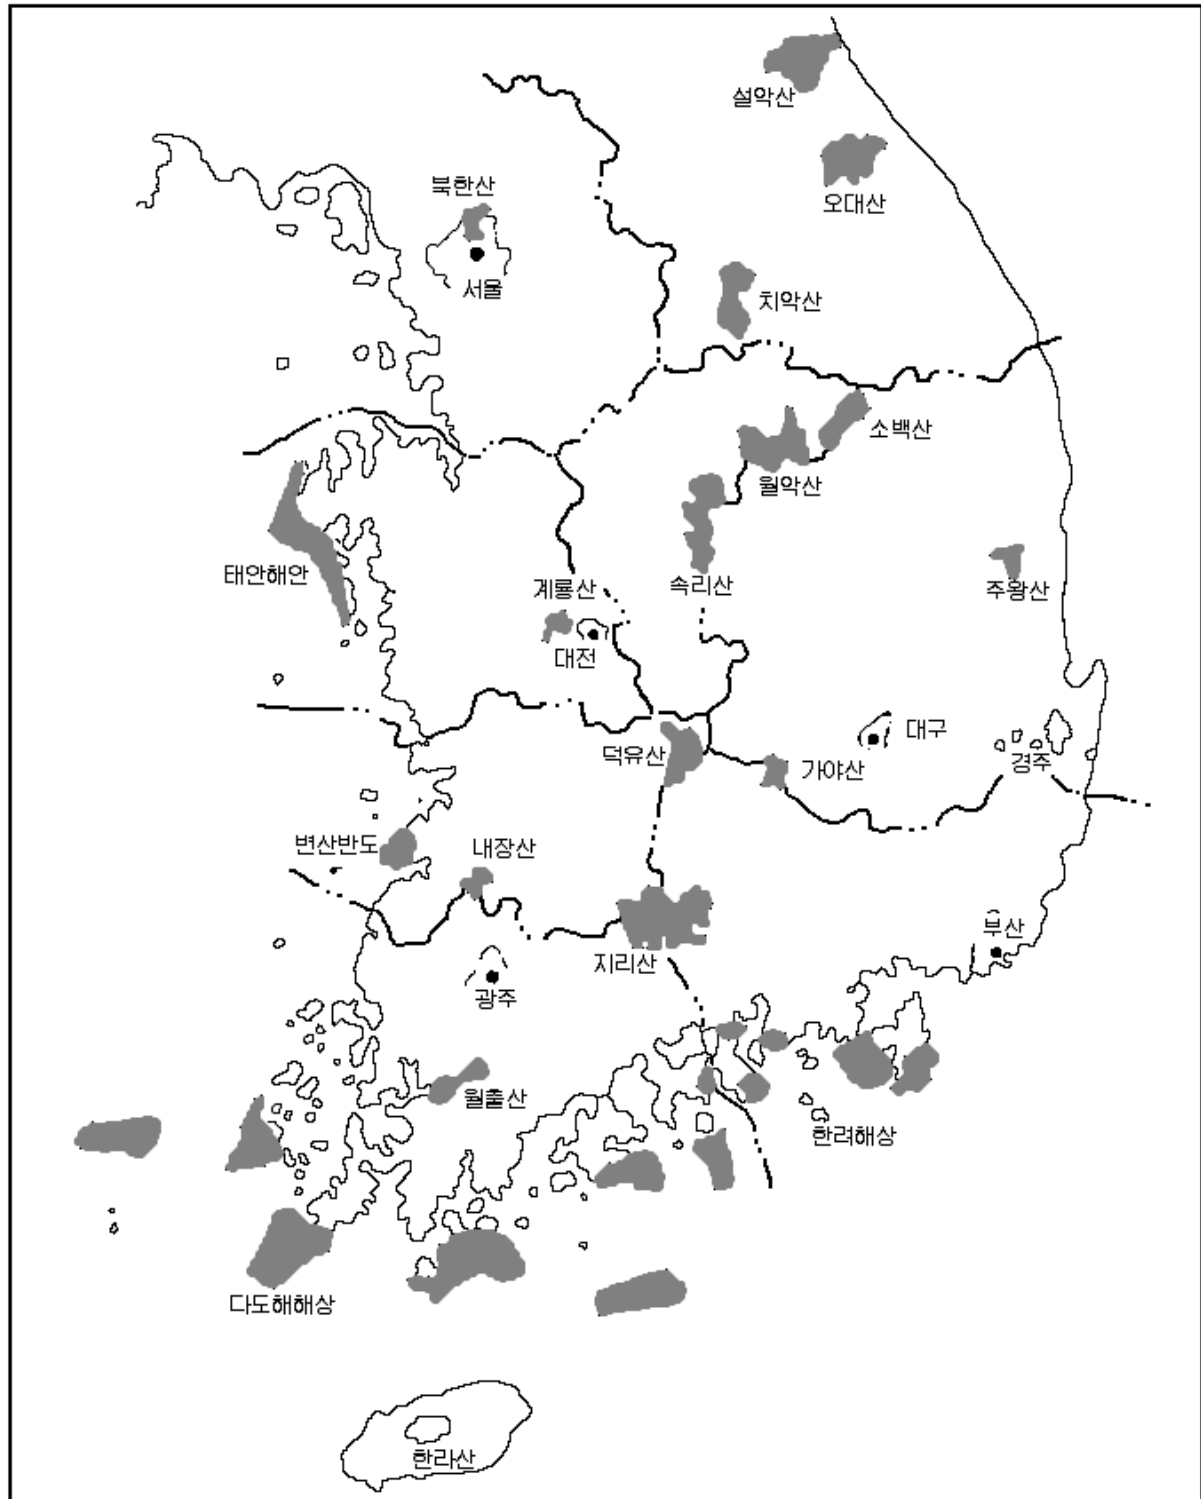 설악산
오대산
북한산
서울
치악산
소백산
월악산
태안해안
계룡산
속리산
주왕산
대전
대구
덕유산
가야산
경주
변산반도
내장산
부산
지리산
광주
월출산
한려해상
다도해해상
한라산